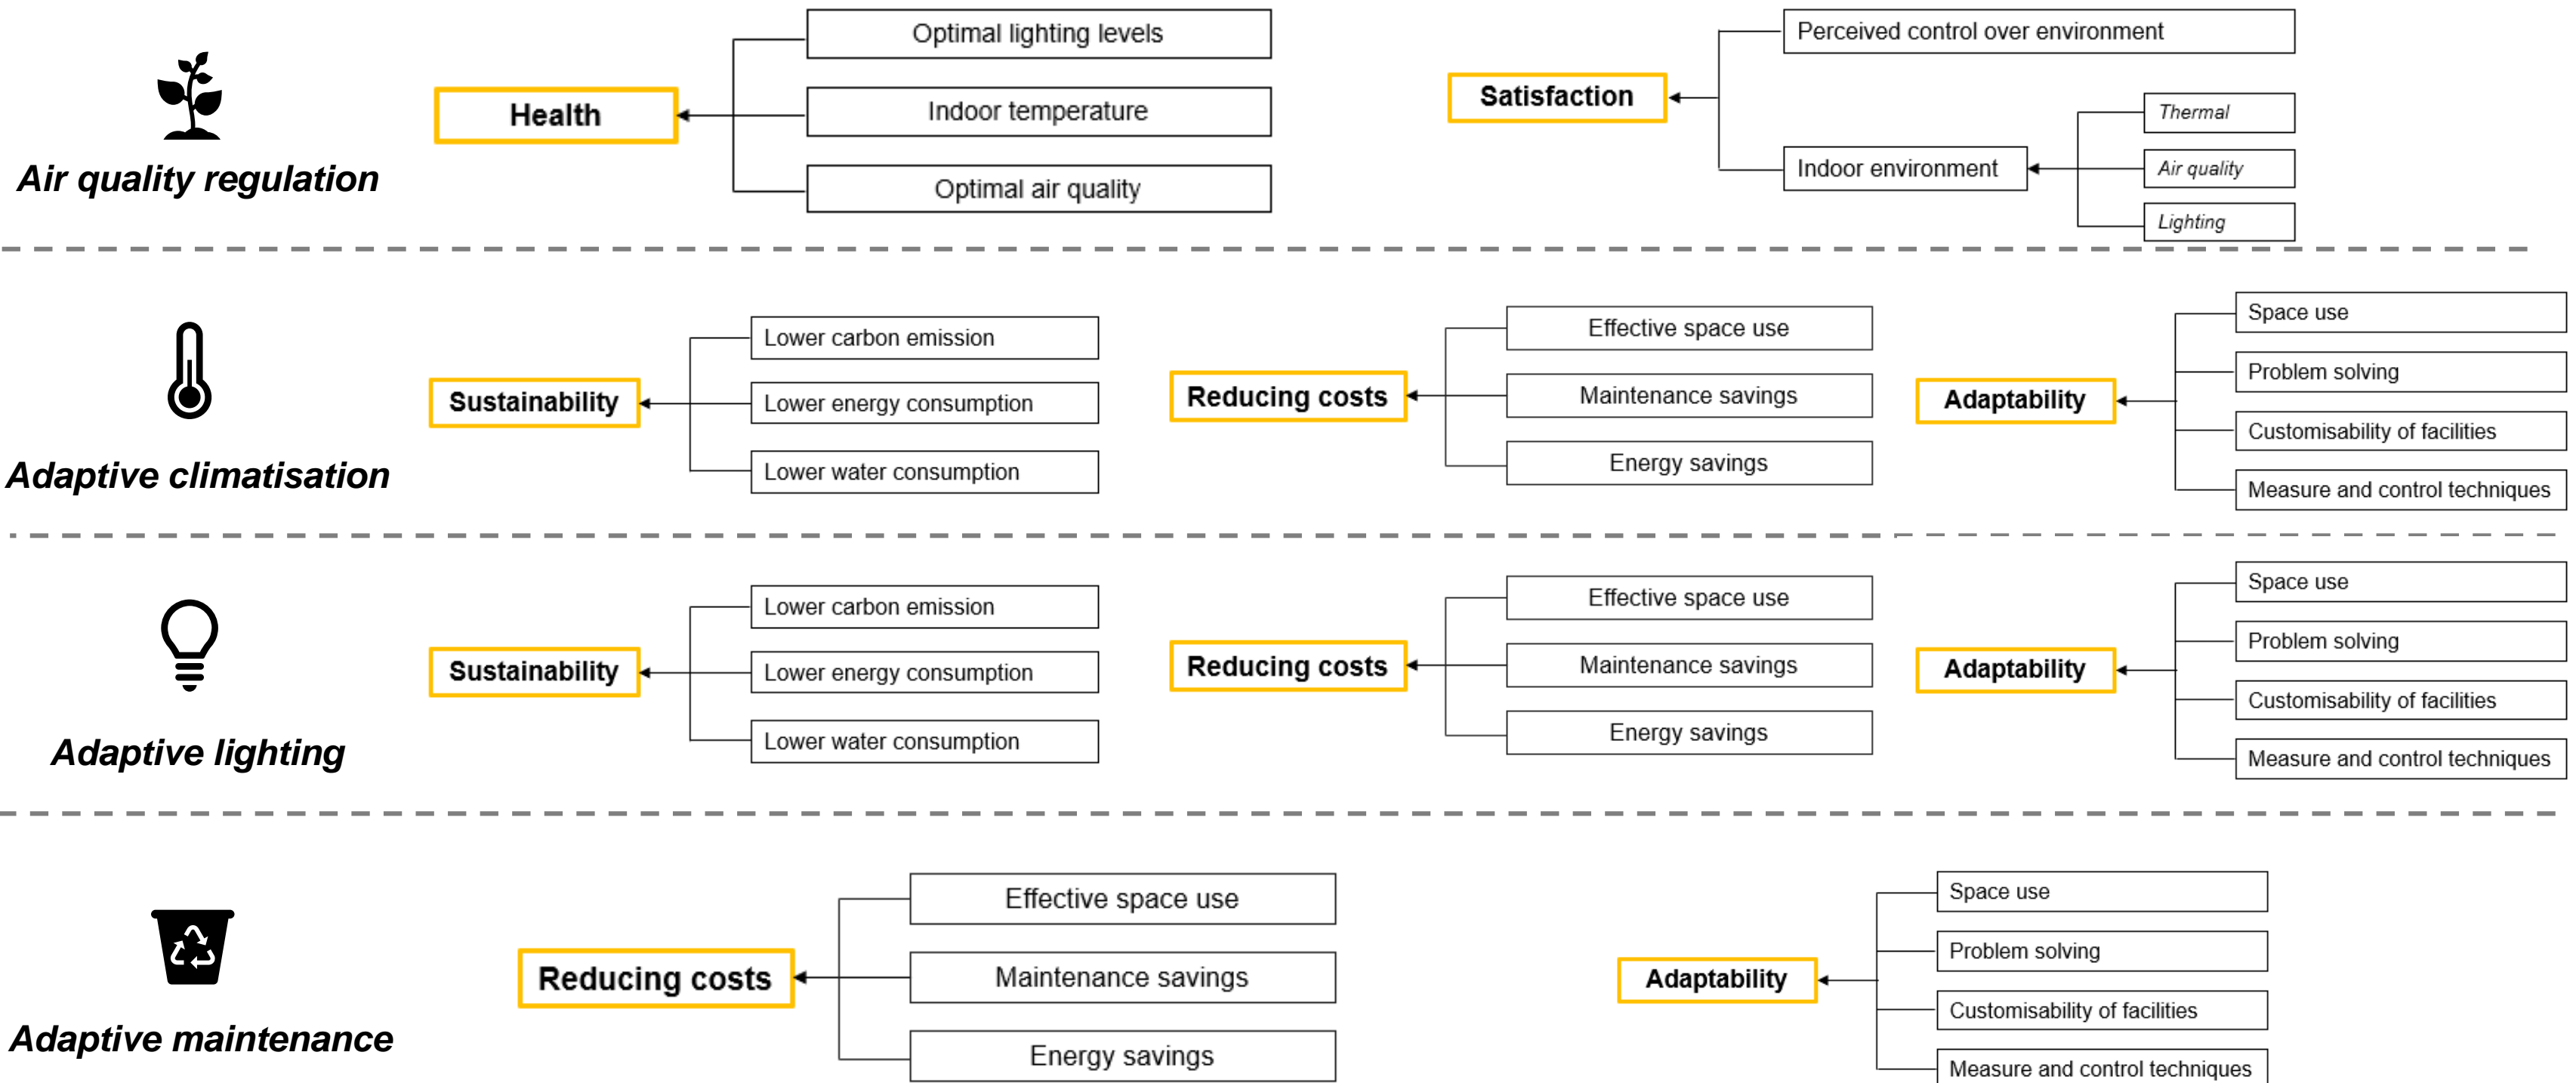 Optimal lighting levels
Health
Indoor temperature
Optimal air quality
Air quality regulation
Perceived control over environment
Satisfaction
Indoor environment
Thermal
Air quality
Lighting
Adaptive climatisation
Sustainability
Lower carbon emission
Lower energy consumption
Lower water consumption
Reducing costs
Effective space use
Maintenance savings
Energy savings
Adaptability
Space use
Problem solving
Customisability of facilities
Measure and control techniques
Adaptive lighting
Sustainability
Lower carbon emission
Lower energy consumption
Lower water consumption
Reducing costs
Effective space use
Maintenance savings
Energy savings
Adaptability
Space use
Problem solving
Customisability of facilities
Measure and control techniques
Adaptive maintenance
Reducing costs
Effective space use
Maintenance savings
Energy savings
Adaptability
Space use
Problem solving
Customisability of facilities
Measure and control techniques